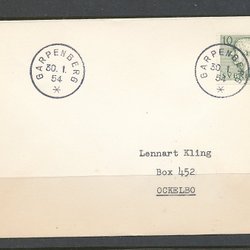 GARPENBERG
30. 1.
54
GARPENBERG
30. 1.
54
10
Lennart Kling
Box 452
OCKELBO